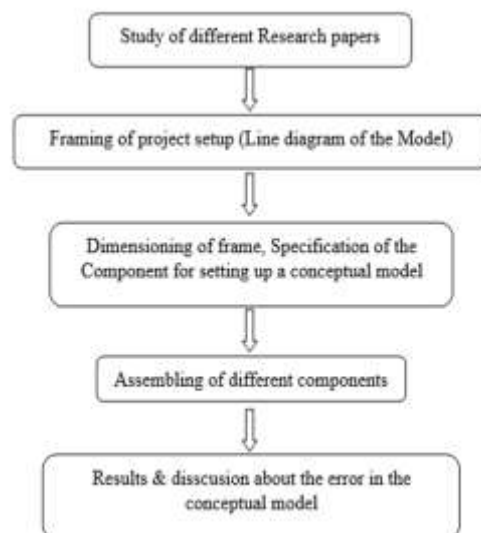 Study of different Research papers
Framing of project setup (Line diagram of the Model)
Dimensioning of frame, Specification of the
Component for setting up a conceptual model
Assembling of different components
Results & disscusion about the error in the
conceptual model